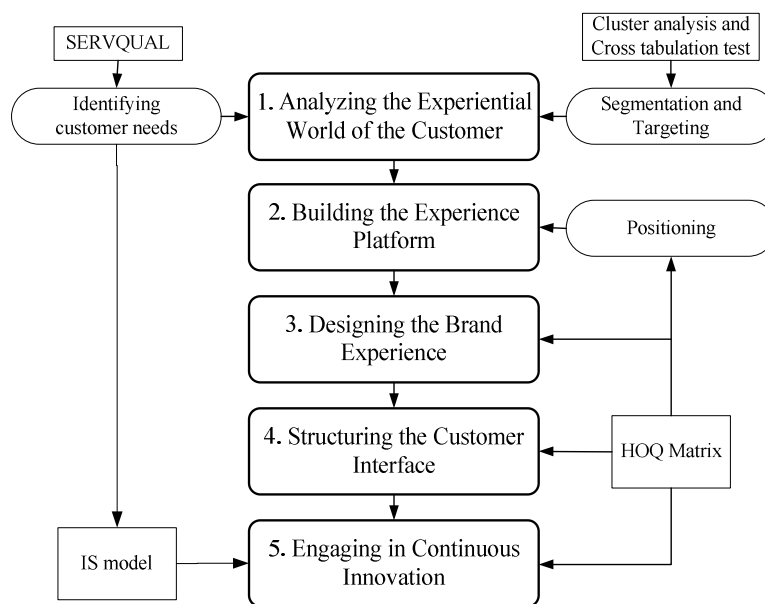 SERVQUAL
Cluster analysis and
Cross tabulation test
Identifying
customer needs
1. Analyzing the Experiential
World of the Customer
Segmentation and
Targeting
2. Building the Experience
Platform
Positioning
3. Designing the Brand
Experience
4. Structuring the Customer
Interface
HOQ Matrix
IS model
5. Engaging in Continuous
Innovation